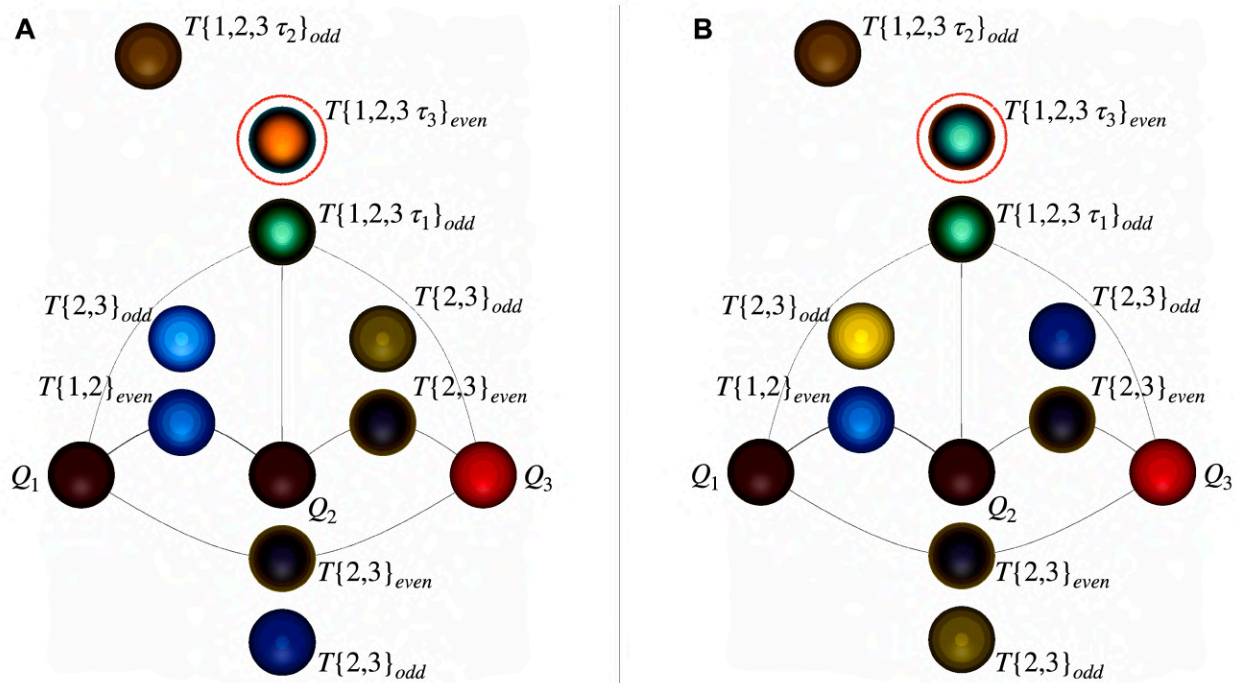 A
T{1,2,3 τ₂}odd
T{1,2,3 τ₃}even
T{1,2,3 τ₁}odd
T{2,3}odd
T{2,3}odd
T{1,2}even
T{2,3}even
Q₁
Q₂
Q₃
T{2,3}even
T{2,3}odd
B
T{1,2,3 τ₂}odd
T{1,2,3 τ₃}even
T{1,2,3 τ₁}odd
T{2,3}odd
T{2,3}odd
T{1,2}even
T{2,3}even
Q₁
Q₂
Q₃
T{2,3}even
T{2,3}odd